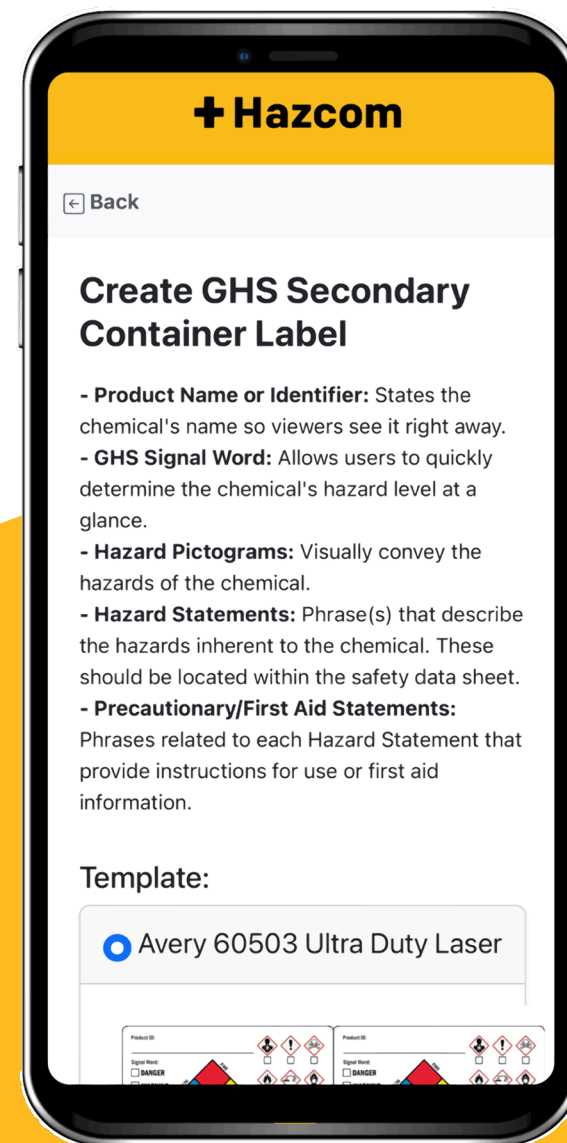 Hazcom
Back
Create GHS Secondary
Container Label
- Product Name or Identifier: States the
chemical's name so viewers see it right away.
- GHS Signal Word: Allows users to quickly
determine the chemical's hazard level at a
glance.
- Hazard Pictograms: Visually convey the
hazards of the chemical.
- Hazard Statements: Phrase(s) that describe
the hazards inherent to the chemical. These
should be located within the safety data sheet.
- Precautionary/First Aid Statements:
Phrases related to each Hazard Statement that
provide instructions for use or first aid
information.
Template:
Avery 60503 Ultra Duty Laser
Product ID: Product ID:
Signal Word: Signal Word:
DANGER DANGER